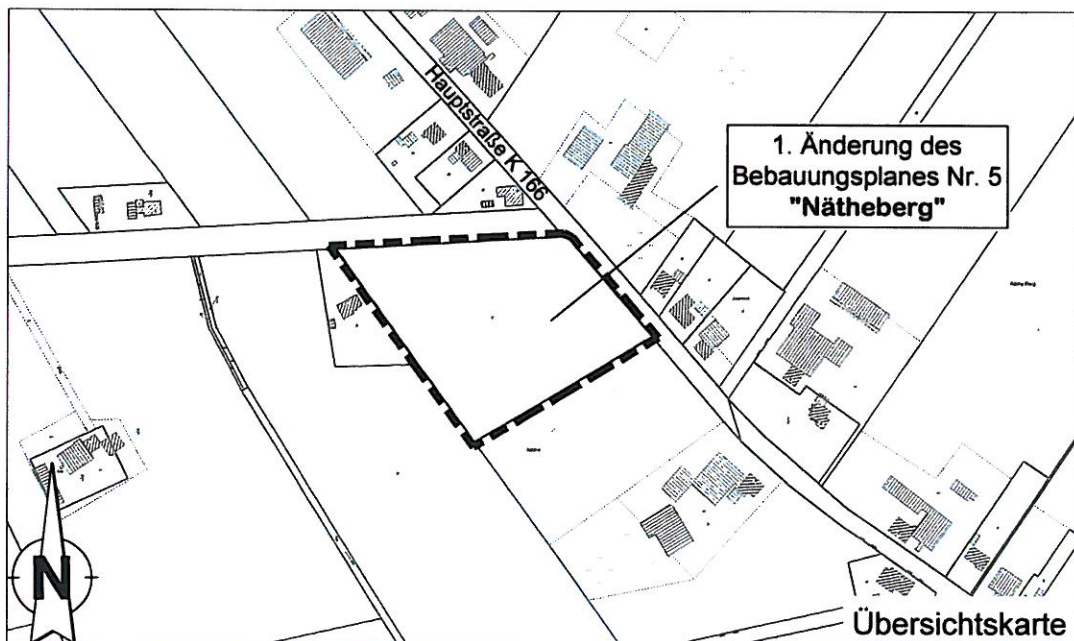 Hauptstraße K 166
1. Änderung des
Bebauungsplanes Nr. 5
"Nätheberg"
N
Übersichtskarte